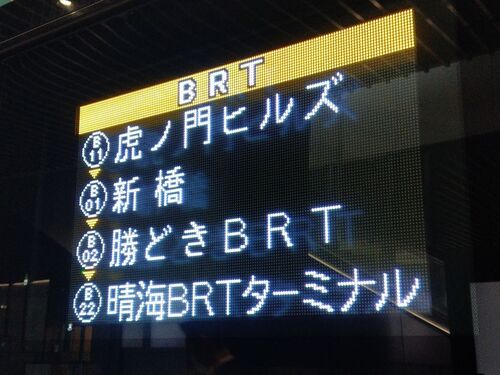 BRT
B11 虎ノ門ヒルズ
B01 新橋
B02 勝どきBRT
B22 晴海BRTターミナル